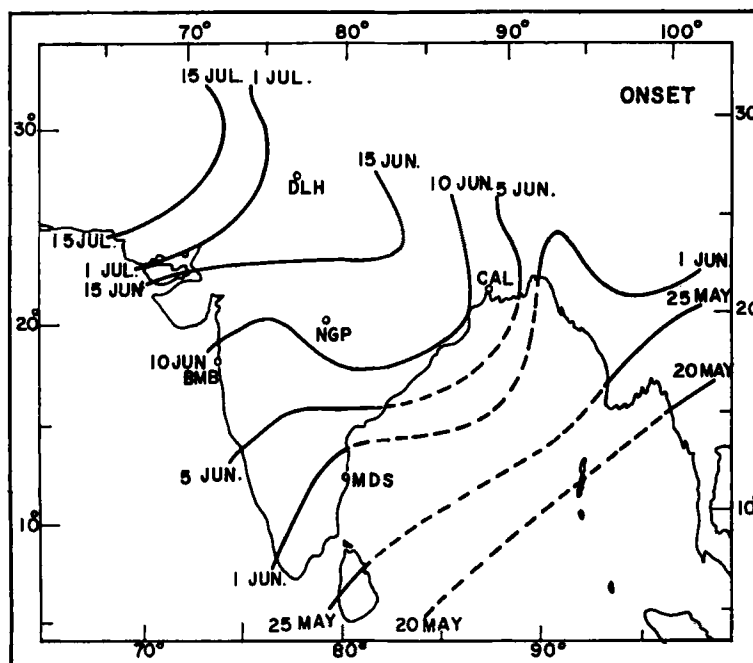 70° 80° 90° 100°
15 JUL. 1 JUL.
ONSET
30° 30
15 JUN.
DLH
10 JUN. 5 JUN.
15 JUL.
1 JUN.
1 JUL.
CAL
15 JUN
25 MAY
20° 20
NGP
10 JUN
BMB
20 MAY
5 JUN.
MDS
10° 10
1 JUN.
25 MAY 20 MAY
70° 80° 90°